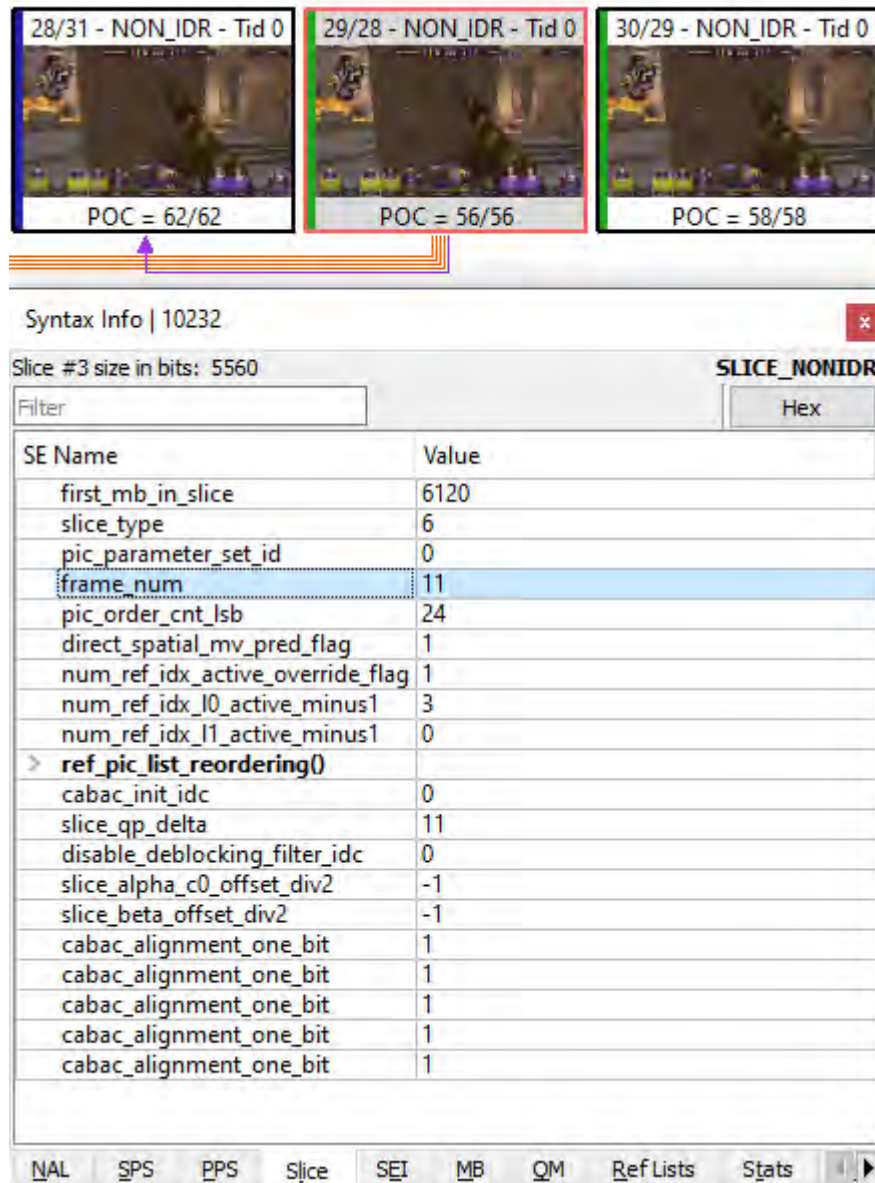 28/31 - NON_IDR - Tid 0 29/28 - NON_IDR - Tid 0 30/29 - NON_IDR - Tid 0
POC = 62/62 POC = 56/56 POC = 58/58
Syntax Info | 10232 x
Slice #3 size in bits: 5560 SLICE_NONIDR
Filter Hex
SE Name Value
first_mb_in_slice 6120
slice_type 6
pic_parameter_set_id 0
frame_num 11
pic_order_cnt_lsb 24
direct_spatial_mv_pred_flag 1
num_ref_idx_active_override_flag 1
num_ref_idx_l0_active_minus1 3
num_ref_idx_l1_active_minus1 0
> ref_pic_list_reordering()
cabac_init_idc 0
slice_qp_delta 11
disable_deblocking_filter_idc 0
slice_alpha_c0_offset_div2 -1
slice_beta_offset_div2 -1
cabac_alignment_one_bit 1
cabac_alignment_one_bit 1
cabac_alignment_one_bit 1
cabac_alignment_one_bit 1
cabac_alignment_one_bit 1
NAL SPS PPS Slice SEI MB QM Ref Lists Stats